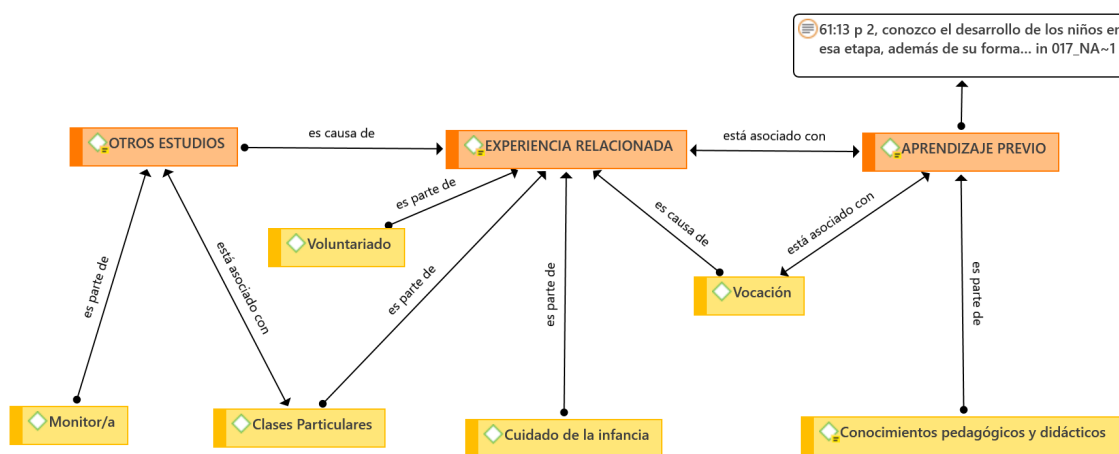 61:13 p 2, conozco el desarrollo de los niños en
esa etapa, además de su forma... in 017_NA~1
OTROS ESTUDIOS
es causa de
EXPERIENCIA RELACIONADA
está asociado con
APRENDIZAJE PREVIO
es parte de
Voluntariado
es causa de
está asociado con
Vocación
es parte de
está asociado con
es parte de
es parte de
es parte de
Monitor/a
Clases Particulares
Cuidado de la infancia
Conocimientos pedagógicos y didácticos